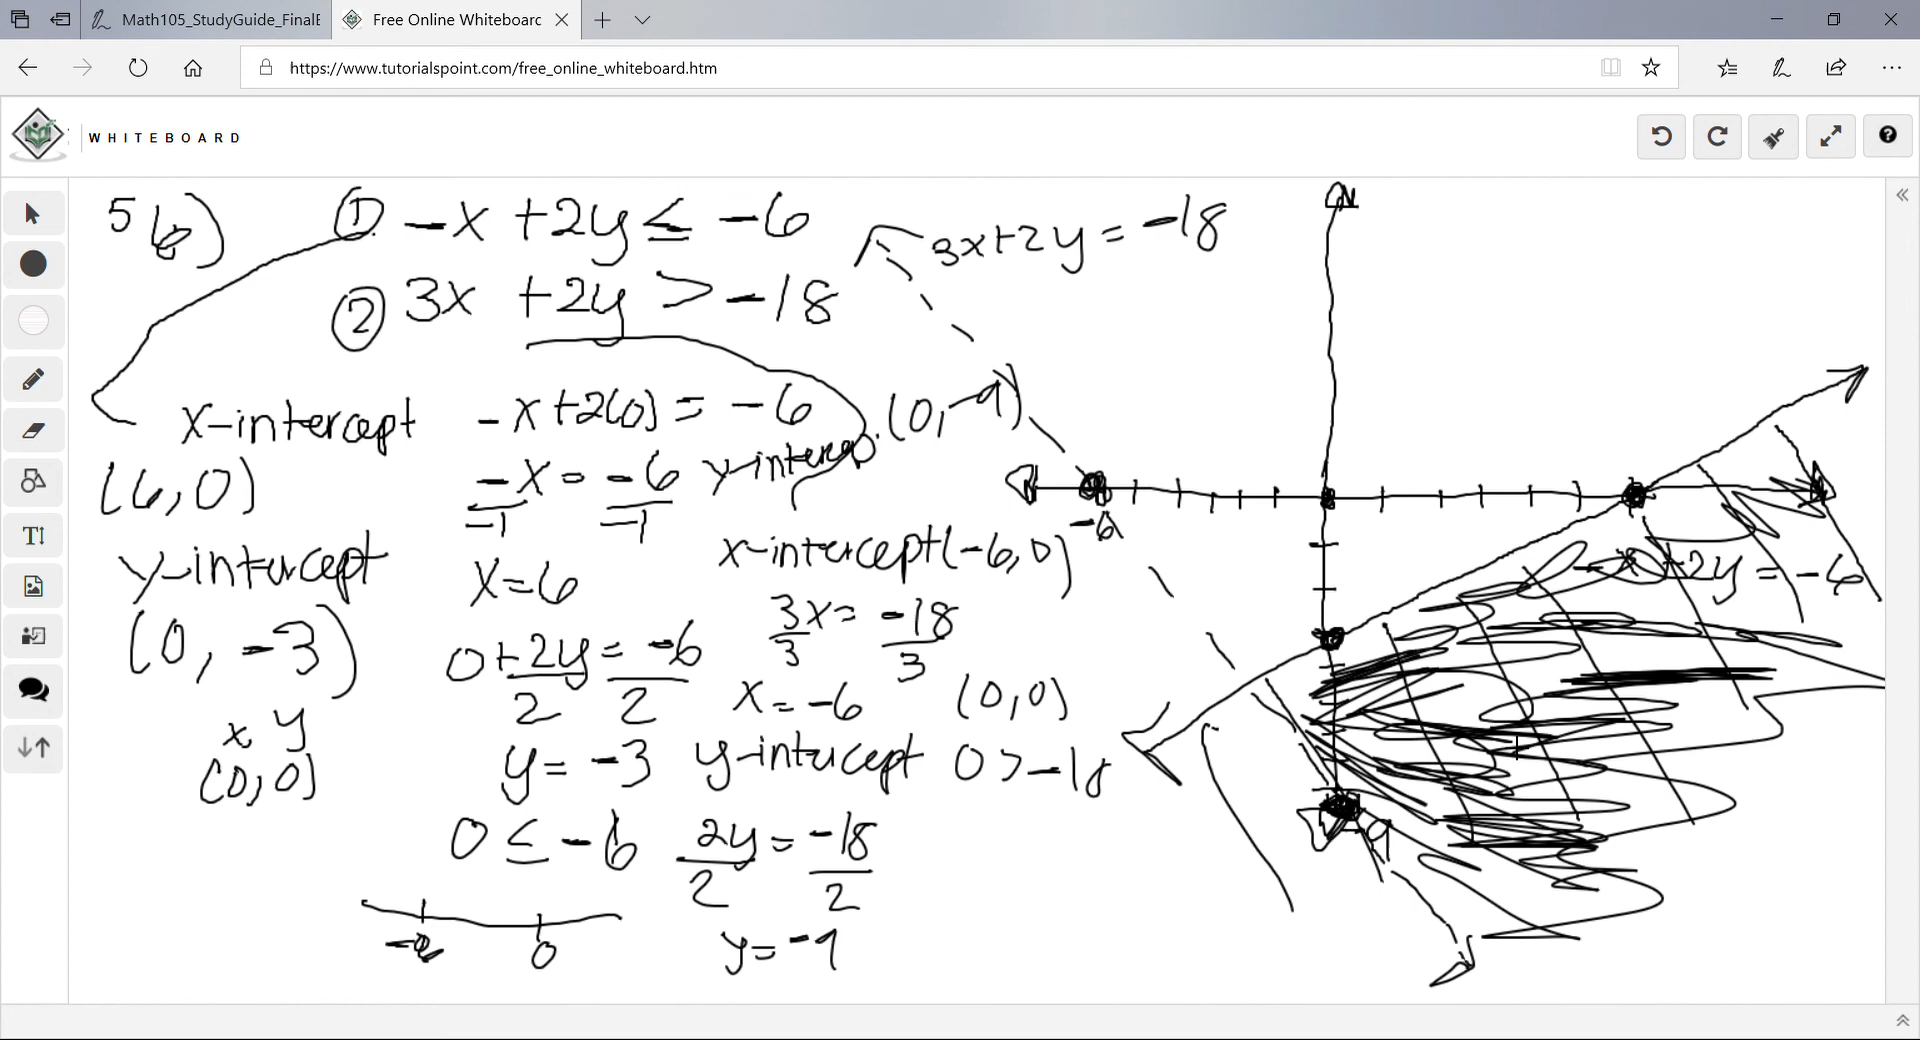 Math105_StudyGuide_FinalE
Free Online Whiteboarc
https://www.tutorialspoint.com/free_online_whiteboard.htm
WHITEBOARD
5 b)
① -x + 2y ≤ -6
② 3x + 2y > -18
3x + 2y = -18
x-intercept
(6, 0)
y-intercept
(0, -3)
x y
(0, 0)
-x + 2(0) = -6
-x = -6
-1 -1
x = 6
0 + 2y = -6
2 2
y = -3
0 ≤ -6
0
(0, -9)
x-intercept (-6, 0)
3x = -18
3 3
x = -6
y-intercept
2y = -18
2 2
y = -9
(0, 0)
0 > -18
-6
-x + 2y = -6
-9